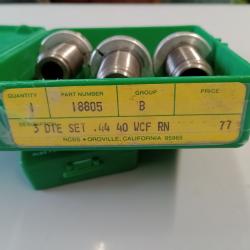 QUANTITY PART NUMBER GROUP PRICE
1 18805 B
3 DIE SET .44 40 WCF RN 77
RCBS • OROVILLE, CALIFORNIA 95965